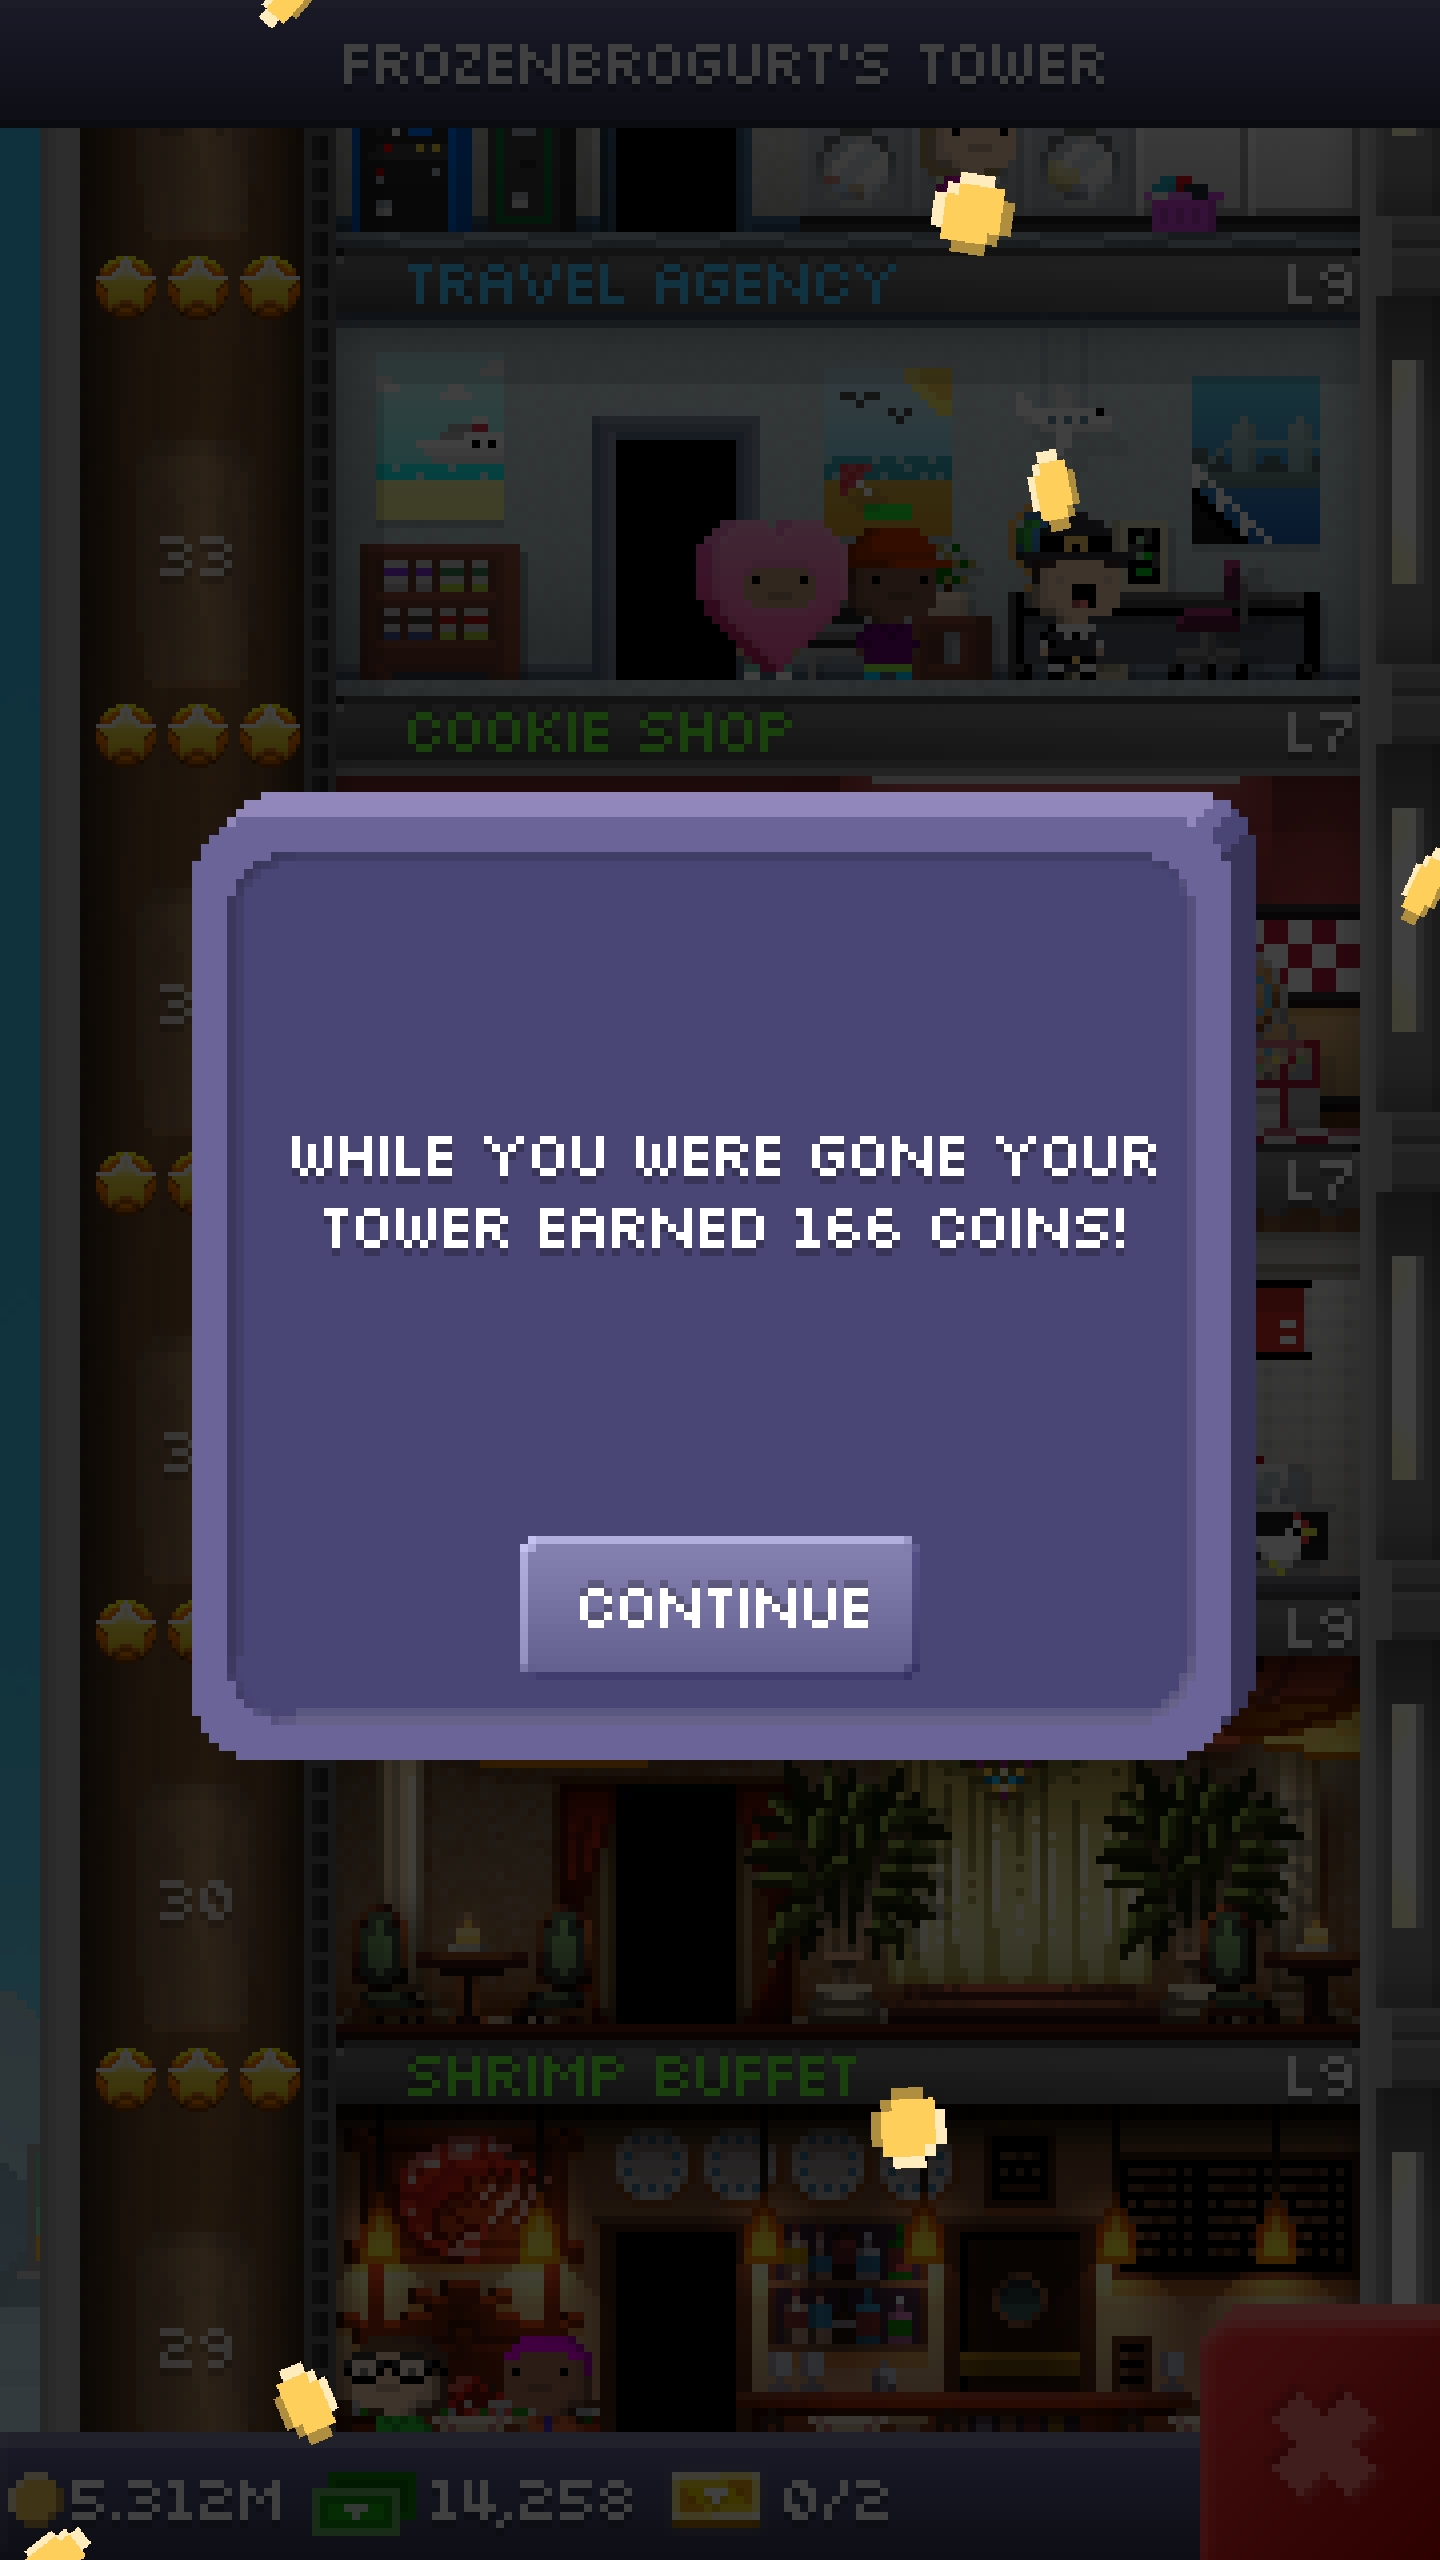 FROZENBROGURT'S TOWER
TRAVEL AGENCY L9
33
COOKIE SHOP L7
WHILE YOU WERE GONE YOUR
TOWER EARNED 166 COINS!
L7
CONTINUE
L9
30
SHRIMP BUFFET L9
29
5.312M 14,258 0/2